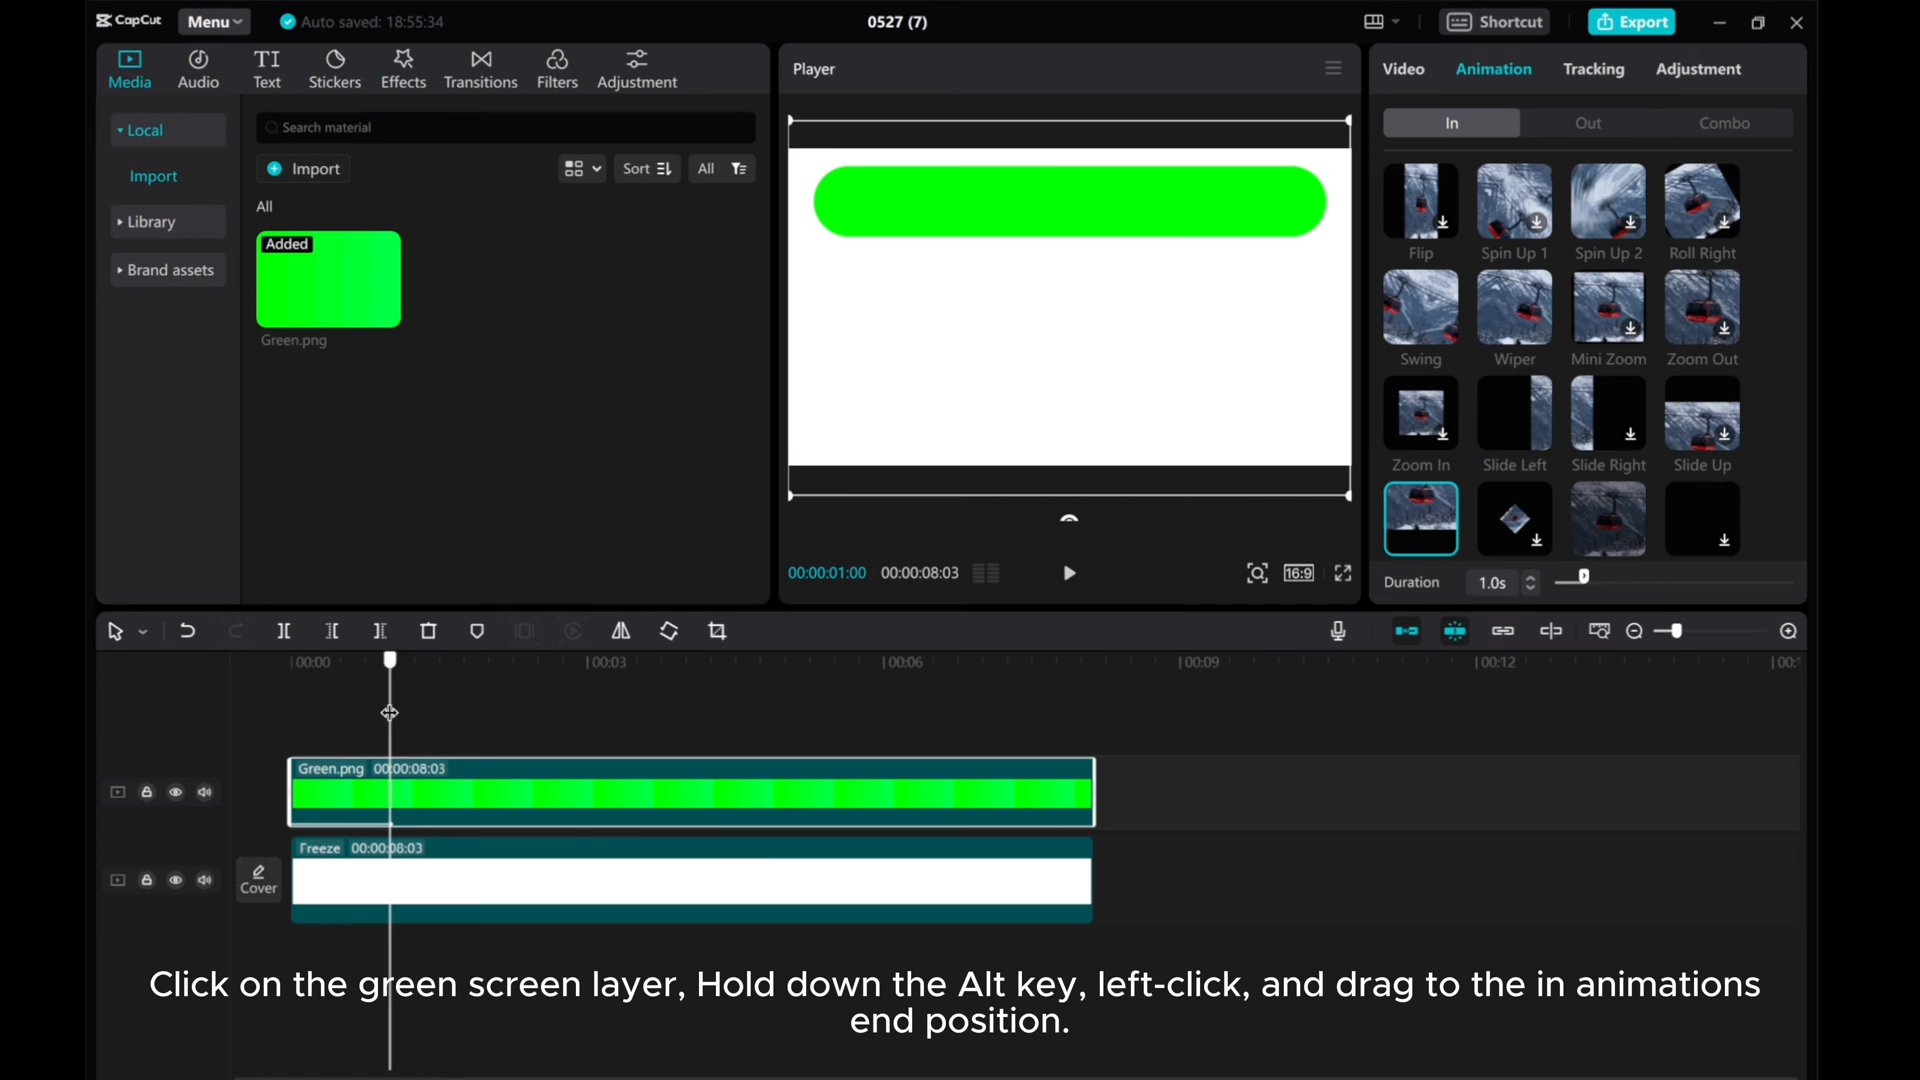 CapCut
Menu
Auto saved: 18:55:34
0527 (7)
Shortcut
Export
Media
Audio
TI
Text
Stickers
Effects
Transitions
Filters
Adjustment
Local
Import
Library
Brand assets
Search material
Import
Sort
All
All
Added
Green.png
Player
00:00:01:00
00:00:08:03
16:9
Video
Animation
Tracking
Adjustment
In
Out
Combo
Flip
Spin Up 1
Spin Up 2
Roll Right
Swing
Wiper
Mini Zoom
Zoom Out
Zoom In
Slide Left
Slide Right
Slide Up
Duration
1.0s
00:00
00:03
00:06
00:09
00:12
Green.png 00:00:08:03
Freeze 00:00:08:03
Cover
Click on the green screen layer, Hold down the Alt key, left-click, and drag to the in animations
end position.